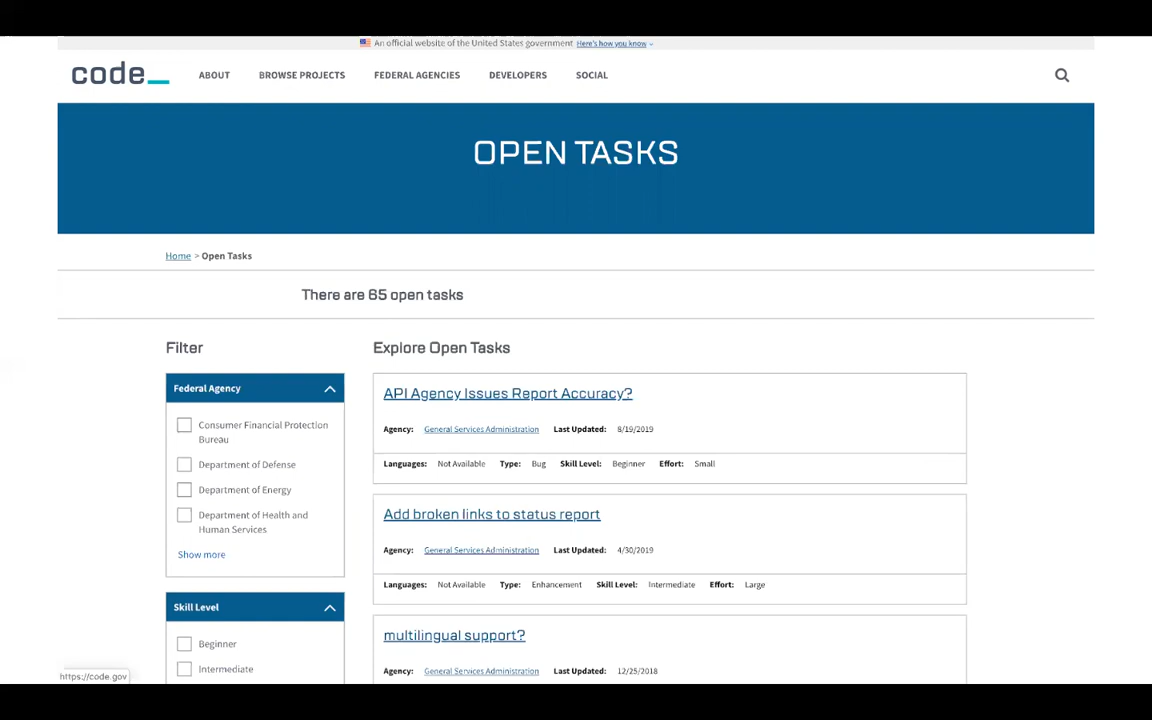 An official website of the United States government Here's how you know
code_ ABOUT BROWSE PROJECTS FEDERAL AGENCIES DEVELOPERS SOCIAL
OPEN TASKS
Home > Open Tasks
There are 65 open tasks
Filter
Federal Agency
Consumer Financial Protection
Bureau
Department of Defense
Department of Energy
Department of Health and
Human Services
Show more
Skill Level
Beginner
Intermediate
Explore Open Tasks
API Agency Issues Report Accuracy?
Agency: General Services Administration Last Updated: 8/19/2019
Languages: Not Available Type: Bug Skill Level: Beginner Effort: Small
Add broken links to status report
Agency: General Services Administration Last Updated: 4/30/2019
Languages: Not Available Type: Enhancement Skill Level: Intermediate Effort: Large
multilingual support?
Agency: General Services Administration Last Updated: 12/25/2018
https://code.gov